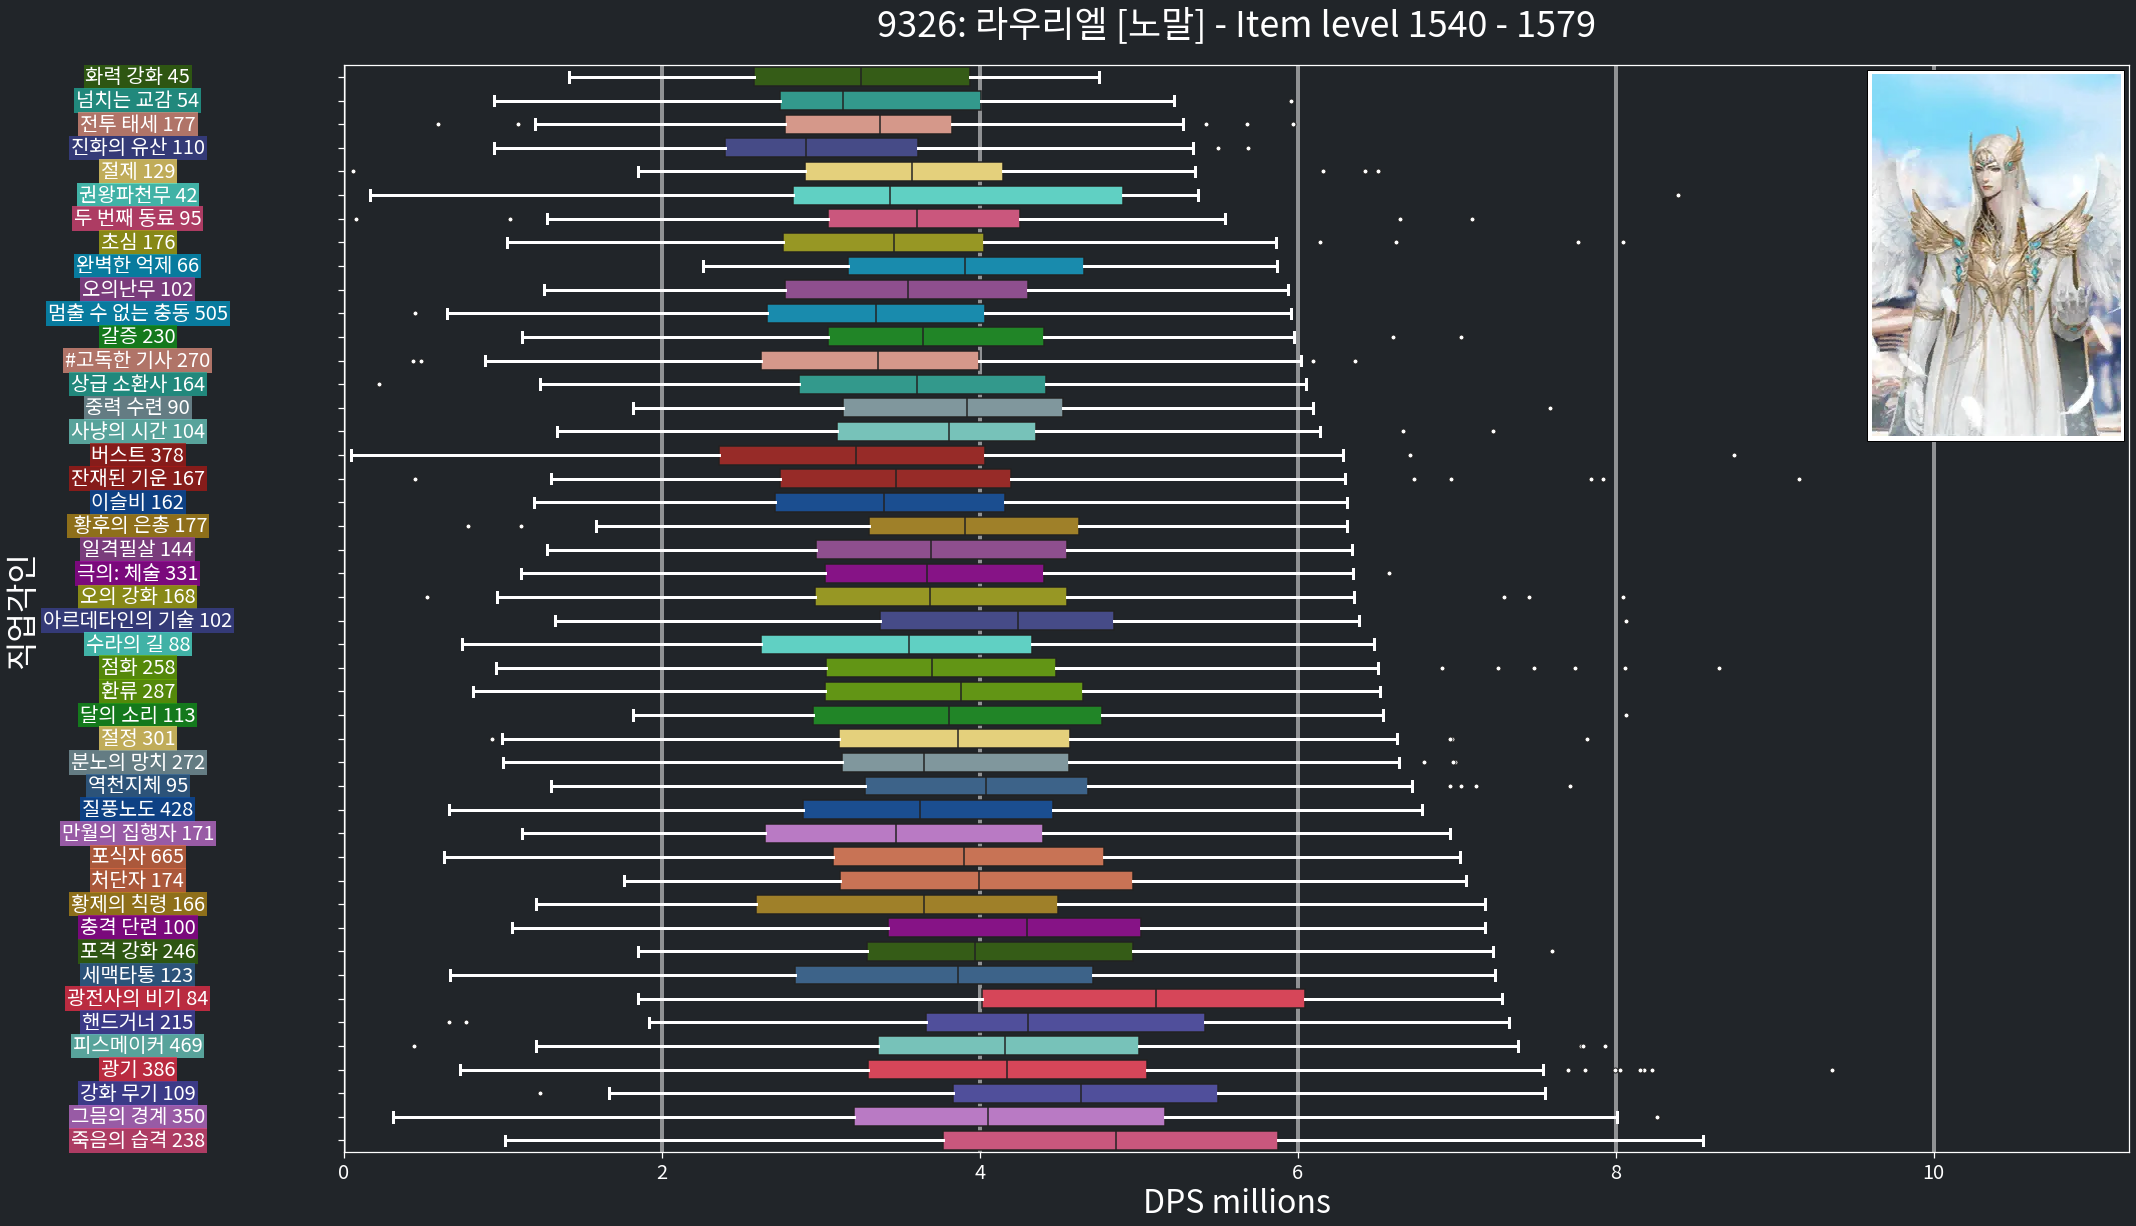 9326: 라우리엘 [노말] - Item level 1540 - 1579
화력 강화 45
넘치는 교감 54
전투 태세 177
진화의 유산 110
절제 129
권왕파천무 42
두 번째 동료 95
초심 176
완벽한 억제 66
오의난무 102
멈출 수 없는 충동 505
갈증 230
#고독한 기사 270
상급 소환사 164
중력 수련 90
사냥의 시간 104
버스트 378
잔재된 기운 167
이슬비 162
황후의 은총 177
일격필살 144
극의: 체술 331
오의 강화 168
아르데타인의 기술 102
수라의 길 88
점화 258
환류 287
달의 소리 113
절정 301
분노의 망치 272
역천지체 95
질풍노도 428
만월의 집행자 171
포식자 665
처단자 174
황제의 칙령 166
충격 단련 100
포격 강화 246
세맥타통 123
광전사의 비기 84
핸드거너 215
피스메이커 469
광기 386
강화 무기 109
그믐의 경계 350
죽음의 습격 238
직업각인
0 2 4 6 8 10
DPS millions